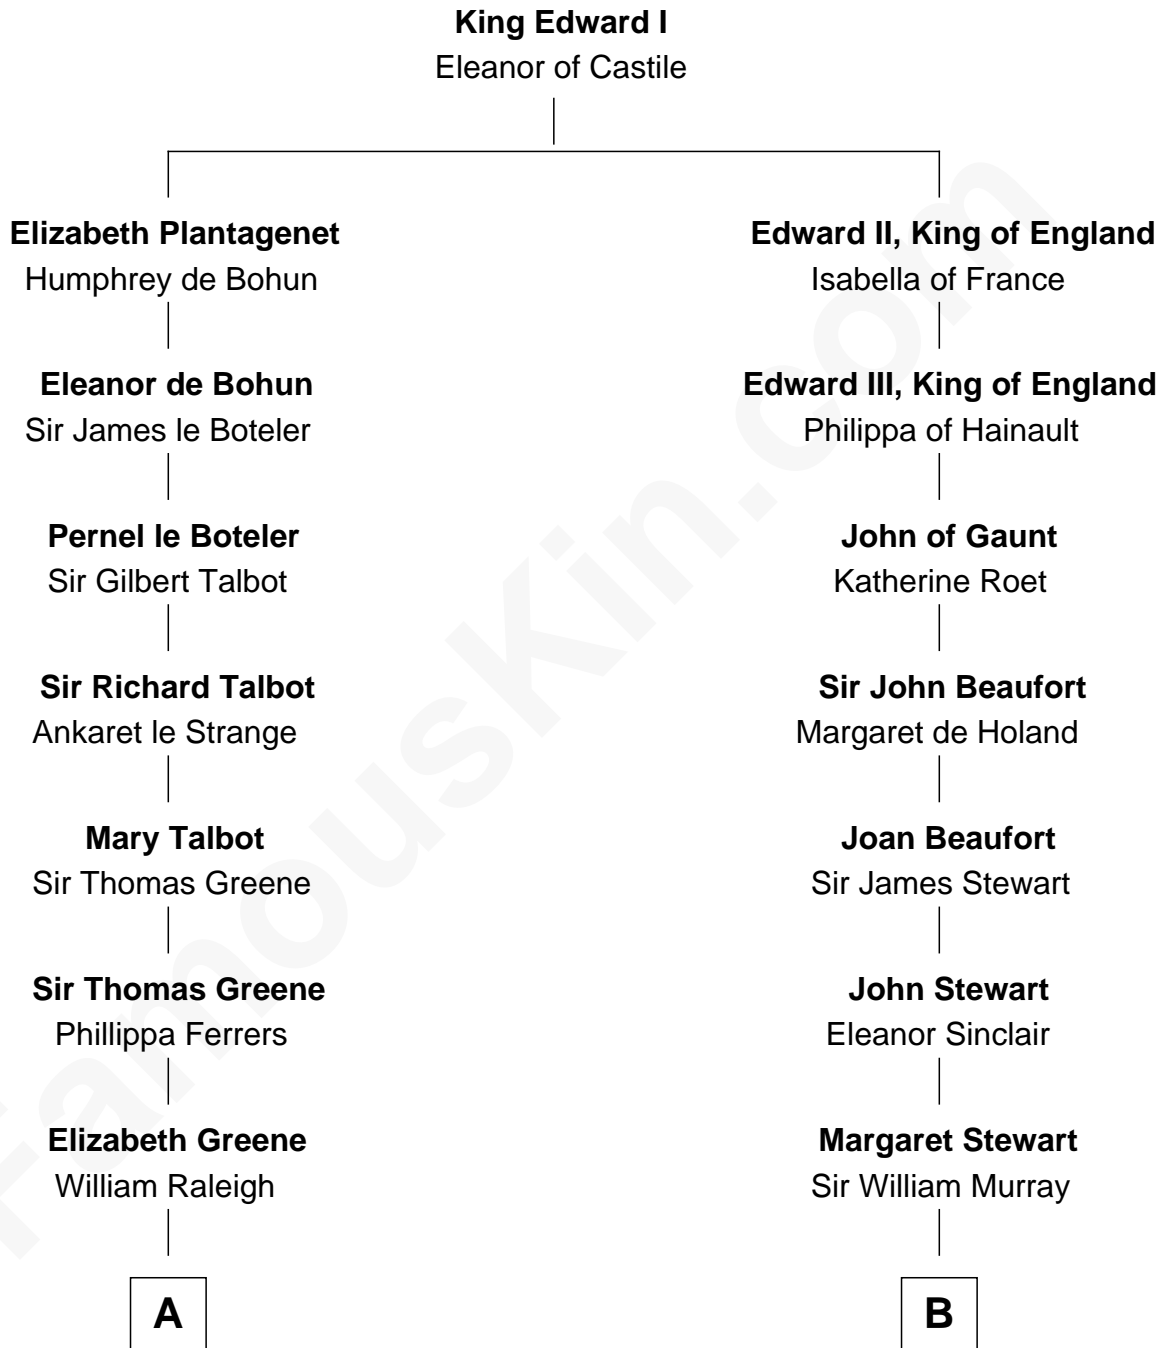 King Edward I
Eleanor of Castile
Elizabeth Plantagenet
Humphrey de Bohun
Edward II, King of England
Isabella of France
Eleanor de Bohun
Sir James le Boteler
Edward III, King of England
Philippa of Hainault
Pernel le Boteler
Sir Gilbert Talbot
John of Gaunt
Katherine Roet
Sir Richard Talbot
Ankaret le Strange
Sir John Beaufort
Margaret de Holand
Mary Talbot
Sir Thomas Greene
Joan Beaufort
Sir James Stewart
Sir Thomas Greene
Phillippa Ferrers
John Stewart
Eleanor Sinclair
Elizabeth Greene
William Raleigh
Margaret Stewart
Sir William Murray
A
B
FamousKin.com